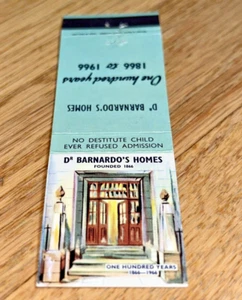 One hundred years
1866 to 1966
Dr BARNARDO'S HOMES
NO DESTITUTE CHILD
EVER REFUSED ADMISSION
Dr BARNARDO'S HOMES
FOUNDED 1866
ONE HUNDRED YEARS
1866-1966